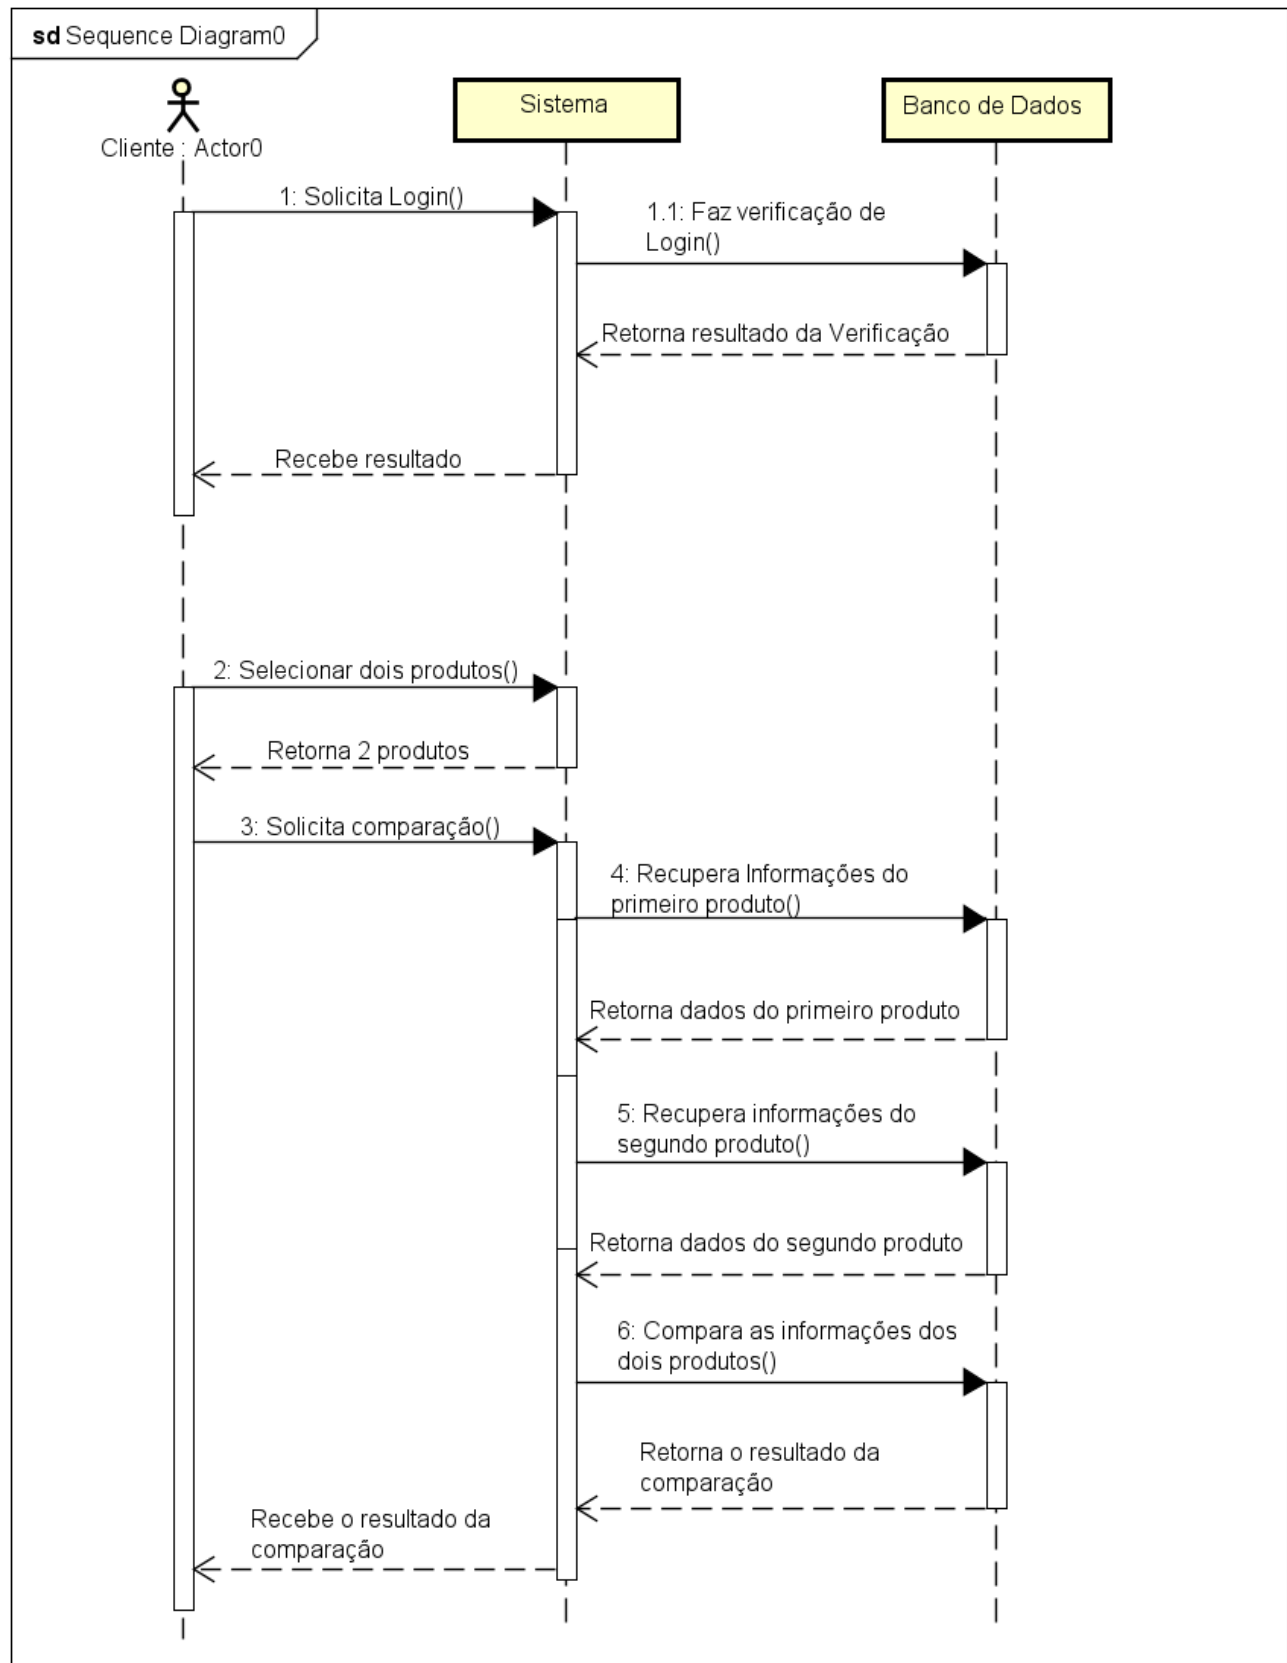 sd Sequence Diagram0
Sistema
Banco de Dados
Cliente : Actor0
1: Solicita Login()
1.1: Faz verificação de
Login()
Retorna resultado da Verificação
Recebe resultado
2: Selecionar dois produtos()
Retorna 2 produtos
3: Solicita comparação()
4: Recupera Informações do
primeiro produto()
Retorna dados do primeiro produto
5: Recupera informações do
segundo produto()
Retorna dados do segundo produto
6: Compara as informações dos
dois produtos()
Retorna o resultado da
comparação
Recebe o resultado da
comparação